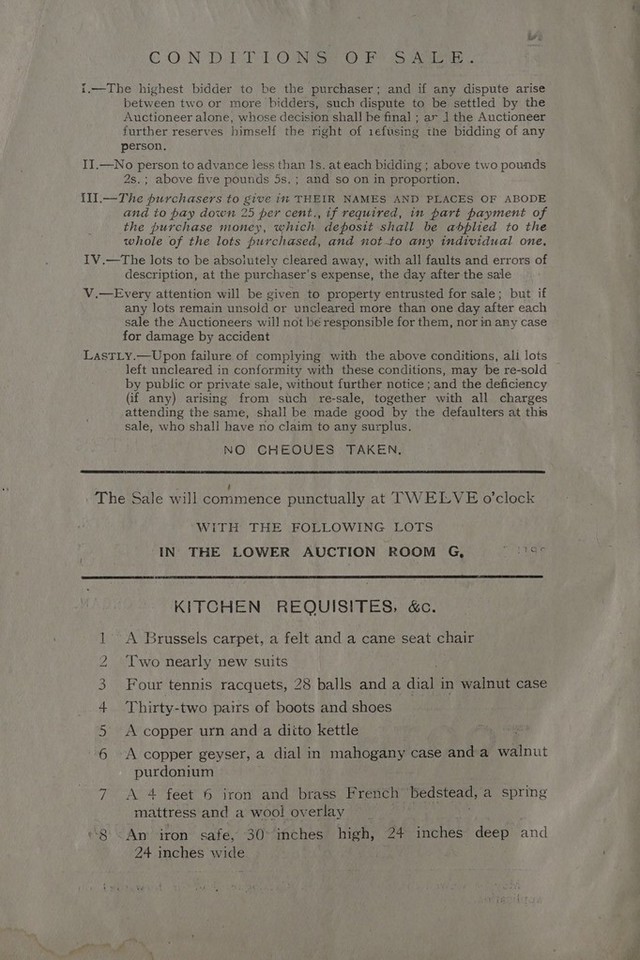 CONDITIONS OF SALE.
I.—The highest bidder to be the purchaser; and if any dispute arise
between two or more bidders, such dispute to be settled by the
Auctioneer alone, whose decision shall be final; ar d the Auctioneer
further reserves himself the right of refusing the bidding of any
person.
II.—No person to advance less than 1s. at each bidding; above two pounds
2s.; above five pounds 5s.; and so on in proportion.
III.—The purchasers to give in THEIR NAMES AND PLACES OF ABODE
and to pay down 25 per cent., if required, in part payment of
the purchase money, which deposit shall be applied to the
whole of the lots purchased, and not to any individual one.
IV.—The lots to be absolutely cleared away, with all faults and errors of
description, at the purchaser's expense, the day after the sale
V.—Every attention will be given to property entrusted for sale; but if
any lots remain unsold or uncleared more than one day after each
sale the Auctioneers will not be responsible for them, nor in any case
for damage by accident
LASTLY.—Upon failure of complying with the above conditions, all lots
left uncleared in conformity with these conditions, may be re-sold
by public or private sale, without further notice; and the deficiency
(if any) arising from such re-sale, together with all charges
attending the same, shall be made good by the defaulters at this
sale, who shall have no claim to any surplus.
NO CHEQUES TAKEN.
The Sale will commence punctually at TWELVE o'clock
WITH THE FOLLOWING LOTS
IN THE LOWER AUCTION ROOM G,
KITCHEN REQUISITES, &c.
1 A Brussels carpet, a felt and a cane seat chair
2 Two nearly new suits
3 Four tennis racquets, 28 balls and a dial in walnut case
4 Thirty-two pairs of boots and shoes
5 A copper urn and a ditto kettle
6 A copper geyser, a dial in mahogany case and a walnut
purdonium
7 A 4 feet 6 iron and brass French bedstead, a spring
mattress and a wool overlay
8 An iron safe, 30 inches high, 24 inches deep and
24 inches wide